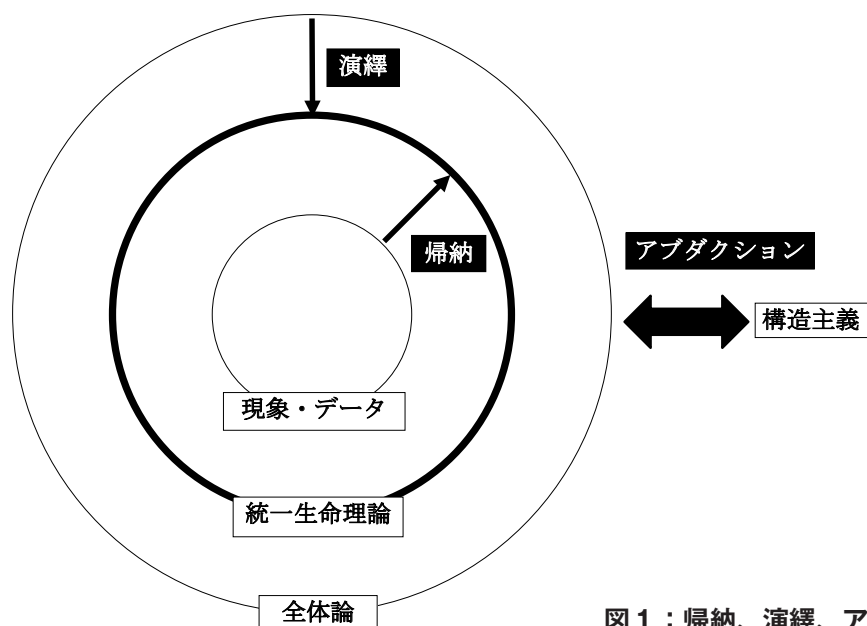 演繹
帰納
アブダクション
構造主義
現象・データ
統一生命理論
全体論
図1：帰納、演繹、ア